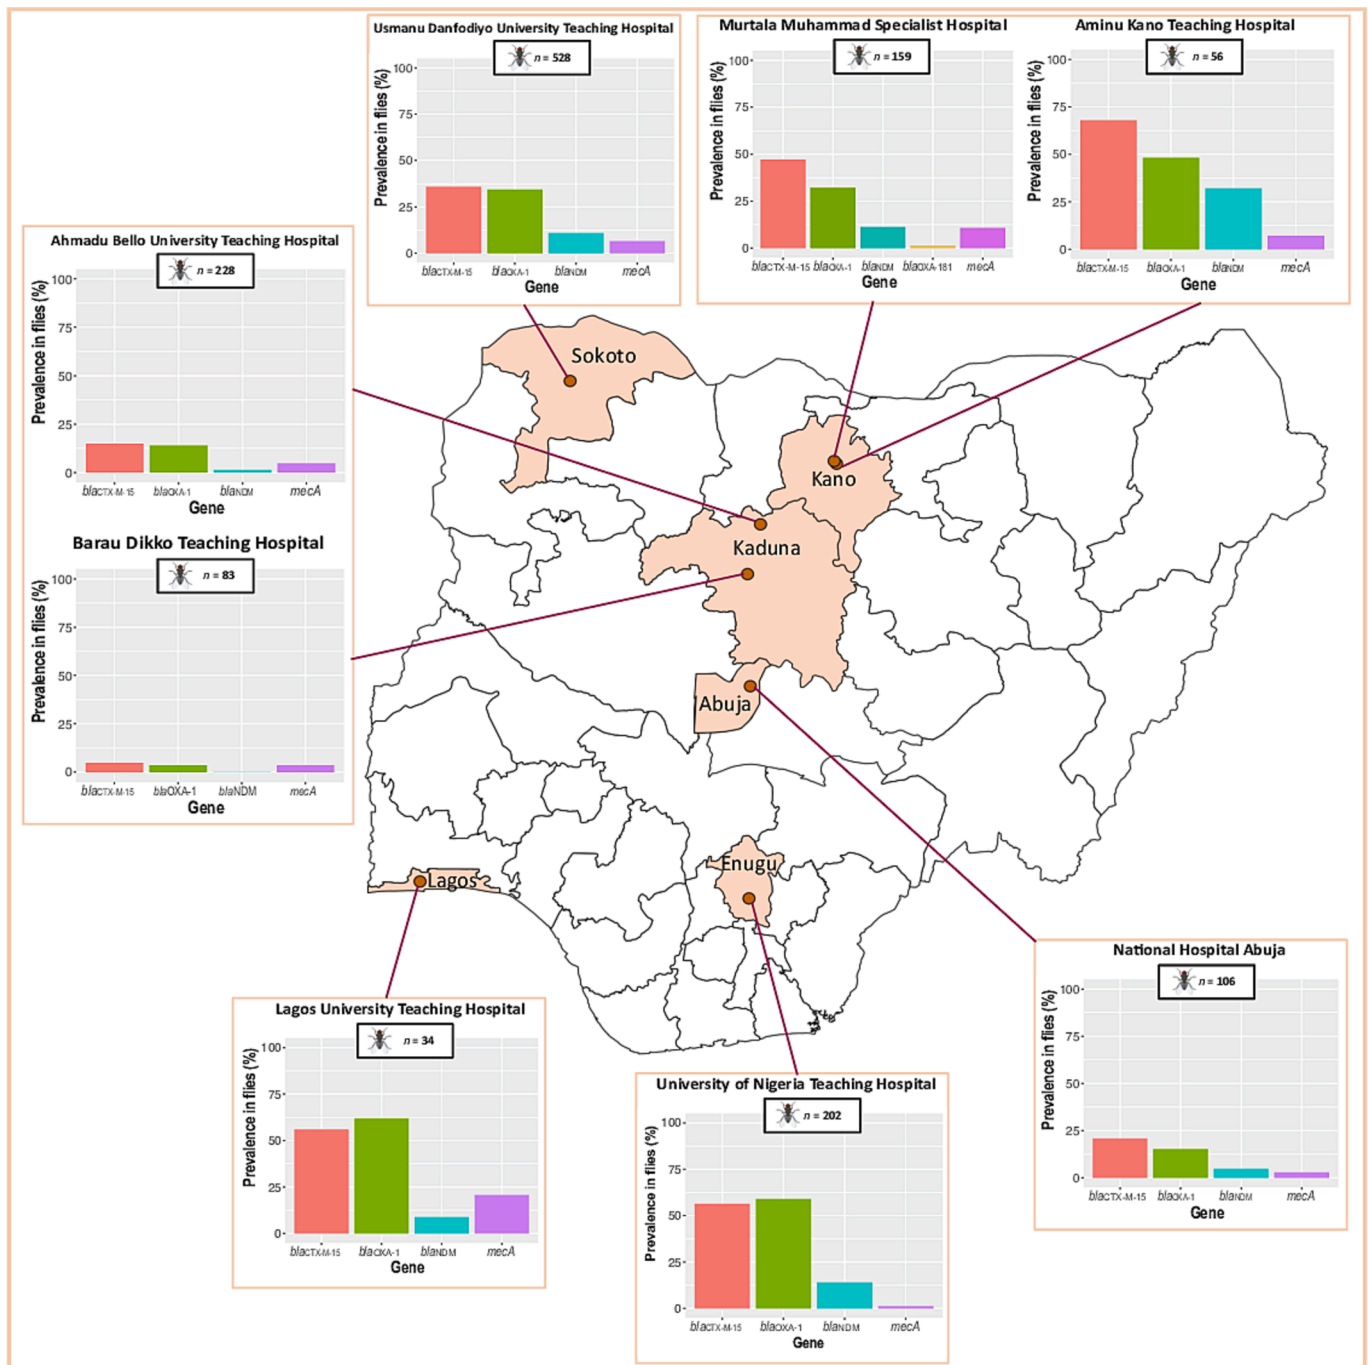 Usmanu Danfodiyo University Teaching Hospital
n = 528
Prevalence in flies (%)
100
75
50
25
0
blaCTX-M-15 blaOXA-1 blaNDM mecA
Gene
Murtala Muhammad Specialist Hospital
n = 159
Prevalence in flies (%)
100
75
50
25
0
blaCTX-M-15 blaOXA-1 blaNDM blaOXA-181 mecA
Gene
Aminu Kano Teaching Hospital
n = 56
Prevalence in flies (%)
100
75
50
25
0
blaCTX-M-15 blaOXA-1 blaNDM mecA
Gene
Ahmadu Bello University Teaching Hospital
n = 228
Prevalence in flies (%)
100
75
50
25
0
blaCTX-M-15 blaOXA-1 blaNDM mecA
Gene
Barau Dikko Teaching Hospital
n = 83
Prevalence in flies (%)
100
75
50
25
0
blaCTX-M-15 blaOXA-1 blaNDM mecA
Gene
Sokoto
Kano
Kaduna
Abuja
Enugu
Lagos
National Hospital Abuja
n = 106
Prevalence in flies (%)
100
75
50
25
0
blaCTX-M-15 blaOXA-1 blaNDM mecA
Gene
Lagos University Teaching Hospital
n = 34
Prevalence in flies (%)
100
75
50
25
0
blaCTX-M-15 blaOXA-1 blaNDM mecA
Gene
University of Nigeria Teaching Hospital
n = 202
Prevalence in flies (%)
100
75
50
25
0
blaCTX-M-15 blaOXA-1 blaNDM mecA
Gene